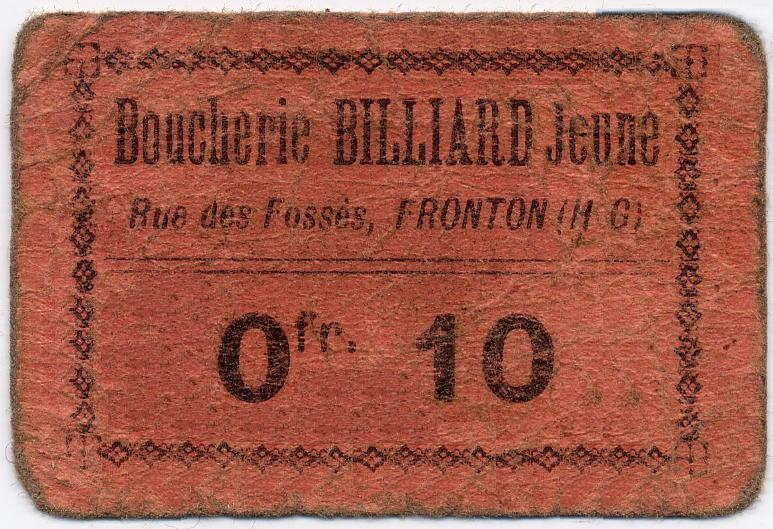 Boucherie BILLIARD Jeune
Rue des Fossés, FRONTON (H G)
0fr. 10